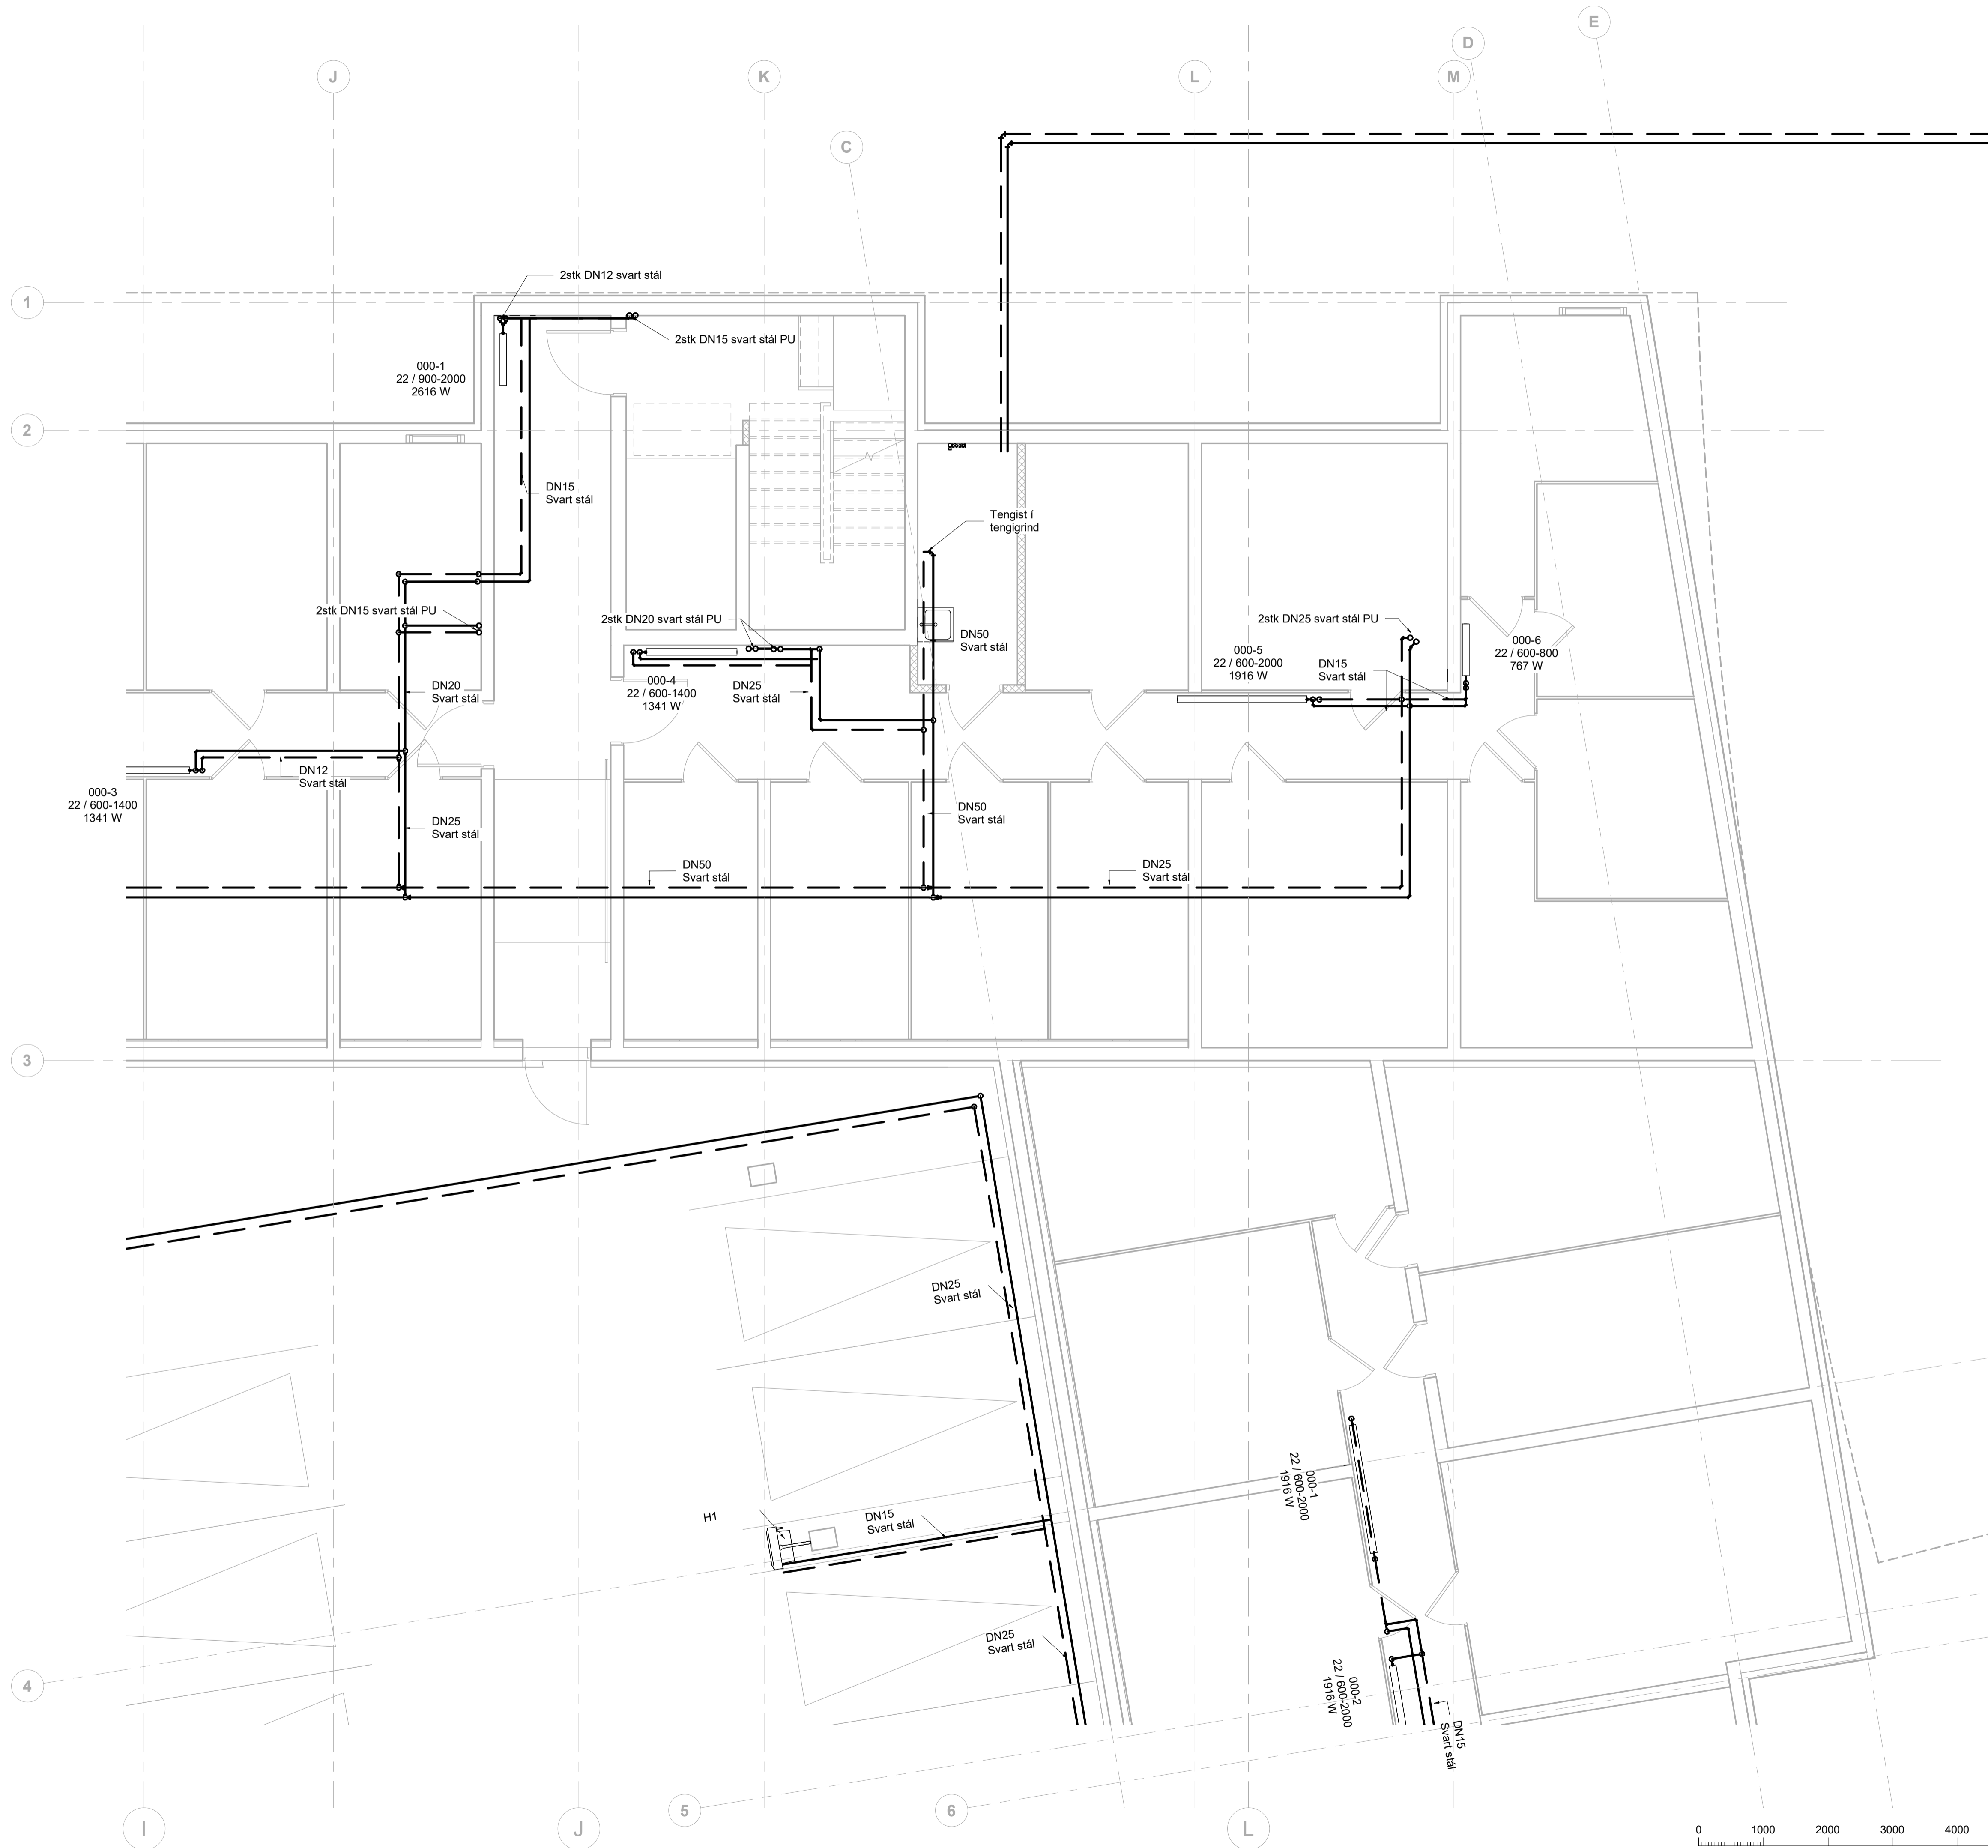 E
D
J
K
L
M
C
2stk DN12 svart stál
1
2stk DN15 svart stál PU
000-1
22 / 900-2000
2616 W
2
DN15
Svart stál
Tengist í
tengigrind
2stk DN15 svart stál PU
2stk DN20 svart stál PU
2stk DN25 svart stál PU
DN50
Svart stál
000-6
22 / 600-800
767 W
000-5
22 / 600-2000
1916 W
DN15
Svart stál
000-4
22 / 600-1400
1341 W
DN25
Svart stál
DN20
Svart stál
DN12
Svart stál
000-3
22 / 600-1400
1341 W
DN50
Svart stál
DN25
Svart stál
DN50
Svart stál
DN25
Svart stál
3
DN25
Svart stál
000-1
22 / 600-2000
1916 W
H1
DN15
Svart stál
DN25
Svart stál
4
000-2
22 / 600-2000
1916 W
DN15
Svart stál
5
6
I
J
L
0 1000 2000 3000 4000